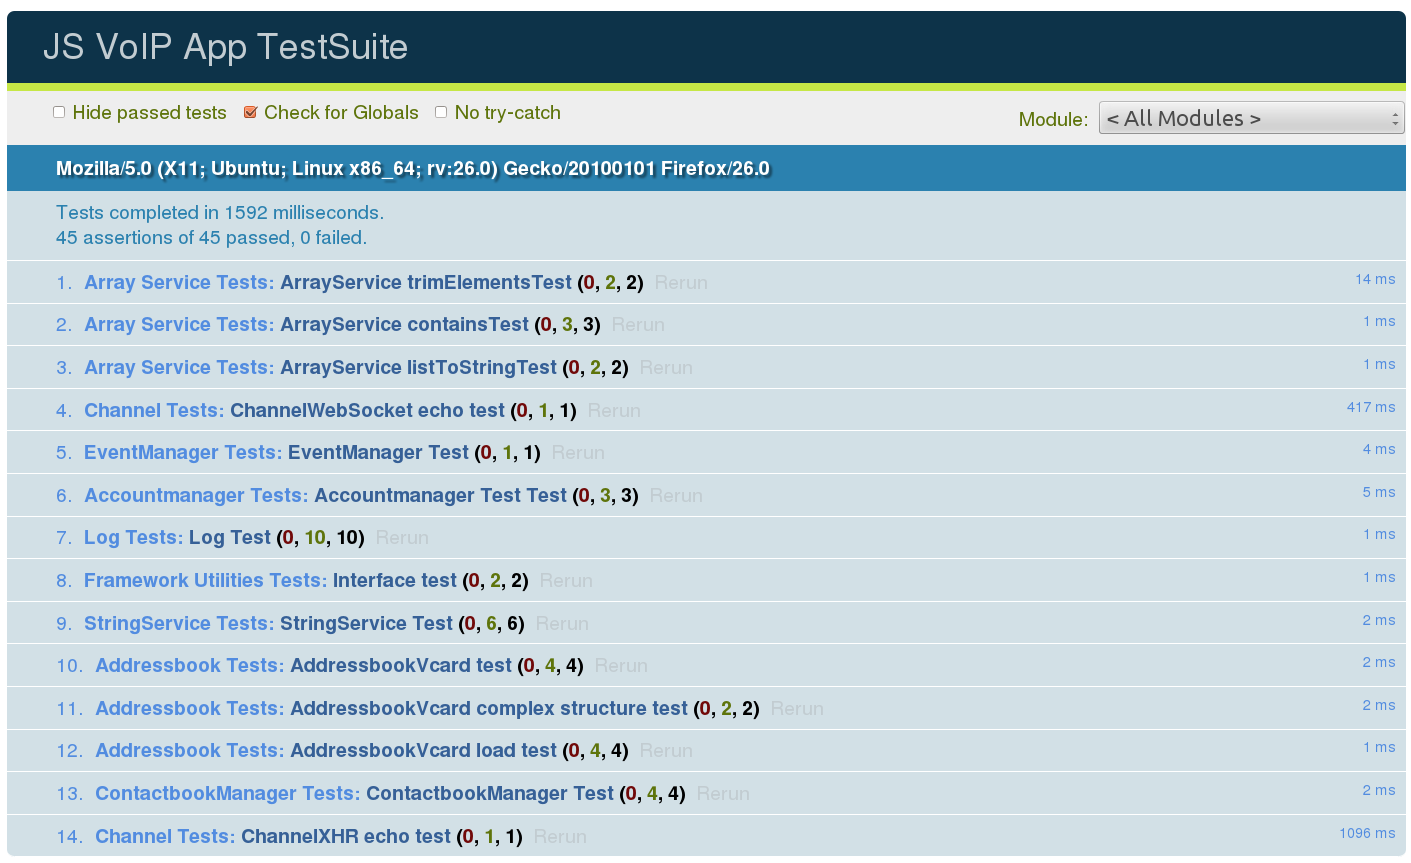 JS VoIP App TestSuite
Hide passed tests Check for Globals No try-catch Module: < All Modules >
Mozilla/5.0 (X11; Ubuntu; Linux x86_64; rv:26.0) Gecko/20100101 Firefox/26.0
Tests completed in 1592 milliseconds.
45 assertions of 45 passed, 0 failed.
1. Array Service Tests: ArrayService trimElementsTest (0, 2, 2) Rerun 14 ms
2. Array Service Tests: ArrayService containsTest (0, 3, 3) Rerun 1 ms
3. Array Service Tests: ArrayService listToStringTest (0, 2, 2) Rerun 1 ms
4. Channel Tests: ChannelWebSocket echo test (0, 1, 1) Rerun 417 ms
5. EventManager Tests: EventManager Test (0, 1, 1) Rerun 4 ms
6. Accountmanager Tests: Accountmanager Test Test (0, 3, 3) Rerun 5 ms
7. Log Tests: Log Test (0, 10, 10) Rerun 1 ms
8. Framework Utilities Tests: Interface test (0, 2, 2) Rerun 1 ms
9. StringService Tests: StringService Test (0, 6, 6) Rerun 2 ms
10. Addressbook Tests: AddressbookVcard test (0, 4, 4) Rerun 2 ms
11. Addressbook Tests: AddressbookVcard complex structure test (0, 2, 2) Rerun 2 ms
12. Addressbook Tests: AddressbookVcard load test (0, 4, 4) Rerun 1 ms
13. ContactbookManager Tests: ContactbookManager Test (0, 4, 4) Rerun 2 ms
14. Channel Tests: ChannelXHR echo test (0, 1, 1) Rerun 1096 ms